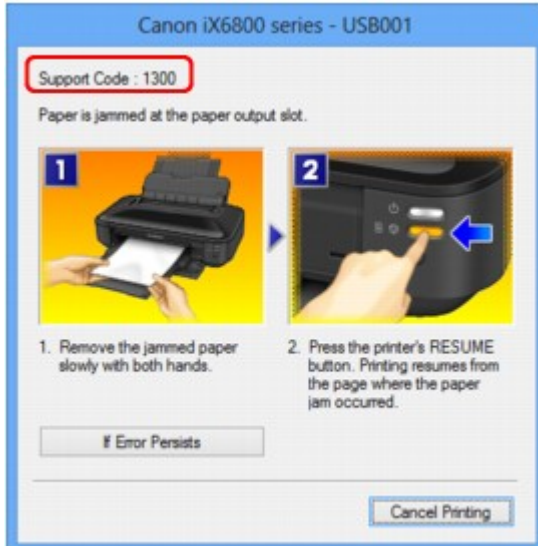 Canon iX6800 series - USB001
Support Code : 1300
Paper is jammed at the paper output slot.
1
2
1. Remove the jammed paper
slowly with both hands.
2. Press the printer's RESUME
button. Printing resumes from
the page where the paper
jam occurred.
If Error Persists
Cancel Printing